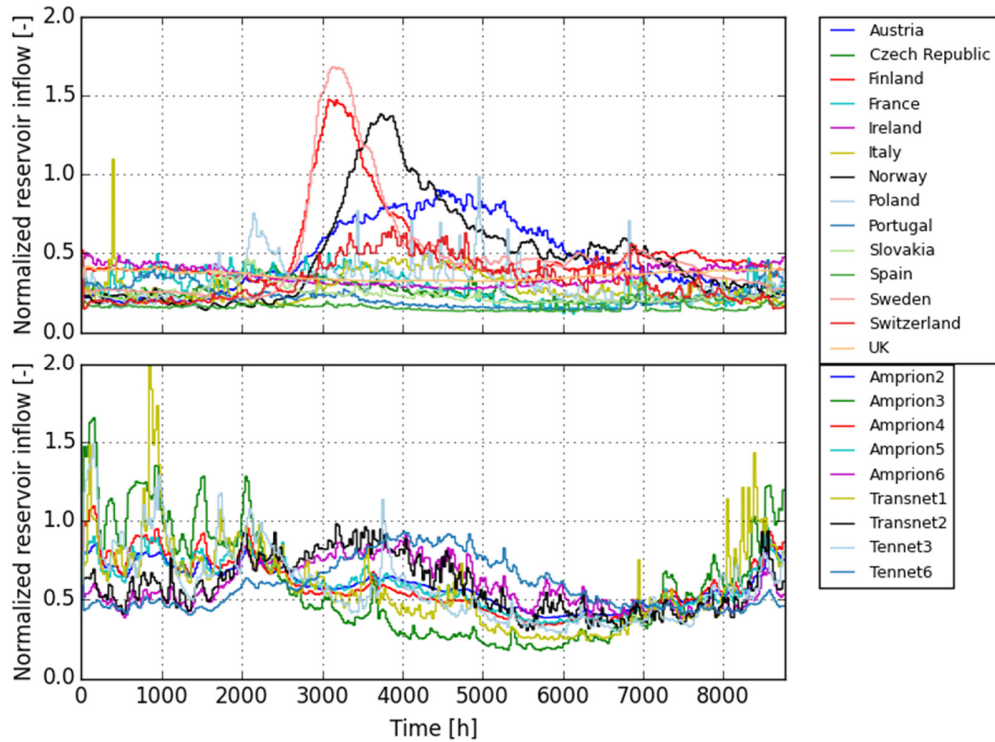 Normalized reservoir inflow [-]
2.0
1.5
1.0
0.5
0.0
Austria
Czech Republic
Finland
France
Ireland
Italy
Norway
Poland
Portugal
Slovakia
Spain
Sweden
Switzerland
UK
Normalized reservoir inflow [-]
2.0
1.5
1.0
0.5
0.0
0 1000 2000 3000 4000 5000 6000 7000 8000
Time [h]
Amprion2
Amprion3
Amprion4
Amprion5
Amprion6
Transnet1
Transnet2
Tennet3
Tennet6